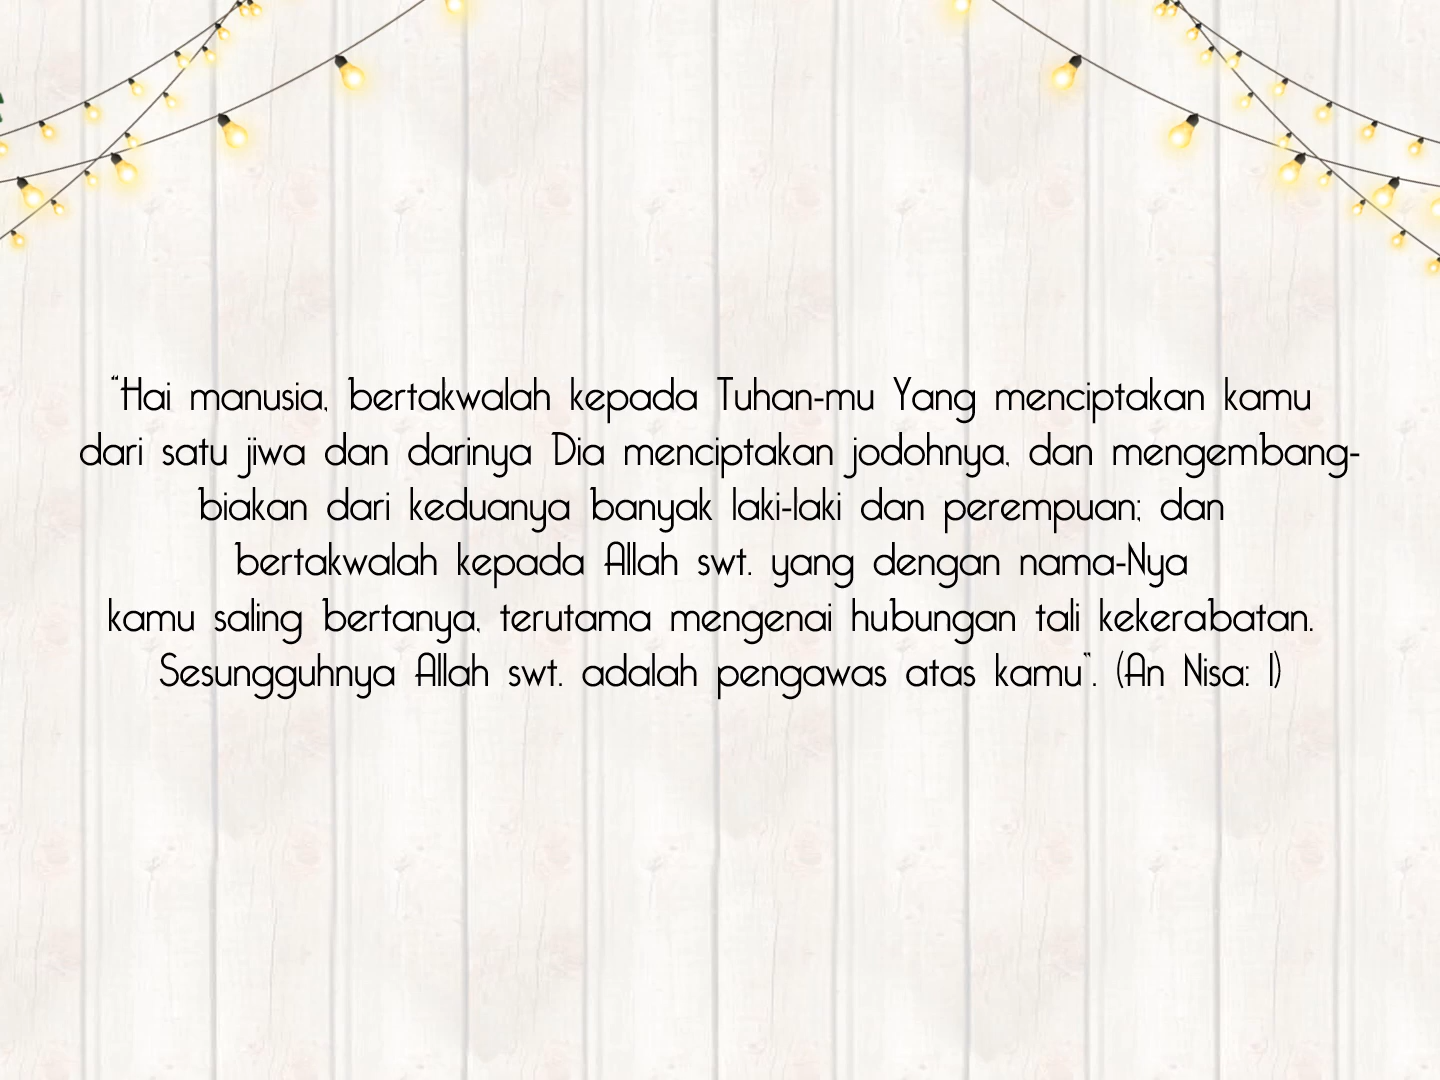 “Hai manusia, bertakwalah kepada Tuhan-mu Yang menciptakan kamu
dari satu jiwa dan darinya Dia menciptakan jodohnya, dan mengembang-
biakan dari keduanya banyak laki-laki dan perempuan; dan
bertakwalah kepada Allah swt. yang dengan nama-Nya
kamu saling bertanya, terutama mengenai hubungan tali kekerabatan.
Sesungguhnya Allah swt. adalah pengawas atas kamu”. (An Nisa: 1)